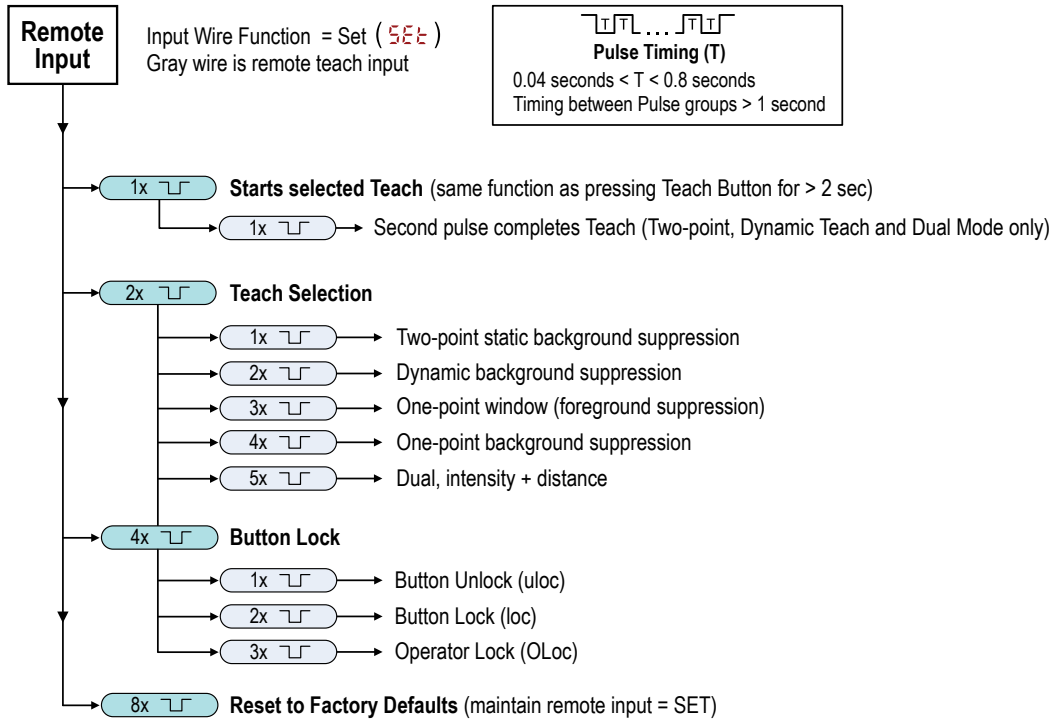 Remote
Input
Input Wire Function = Set ( SEt )
Gray wire is remote teach input
T T .... T T
Pulse Timing (T)
0.04 seconds < T < 0.8 seconds
Timing between Pulse groups > 1 second
1x Starts selected Teach (same function as pressing Teach Button for > 2 sec)
1x Second pulse completes Teach (Two-point, Dynamic Teach and Dual Mode only)
2x Teach Selection
1x Two-point static background suppression
2x Dynamic background suppression
3x One-point window (foreground suppression)
4x One-point background suppression
5x Dual, intensity + distance
4x Button Lock
1x Button Unlock (uloc)
2x Button Lock (loc)
3x Operator Lock (OLoc)
8x Reset to Factory Defaults (maintain remote input = SET)